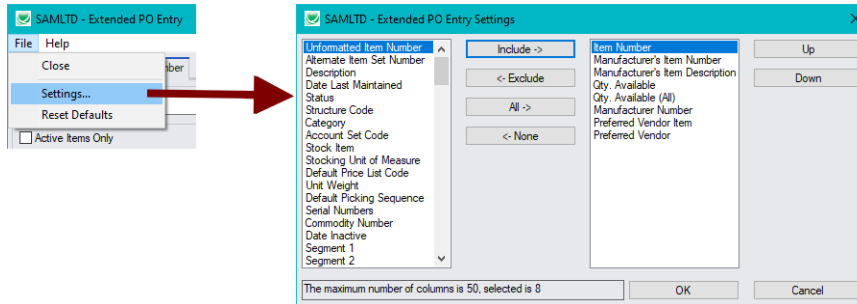 SAMLTD - Extended PO Entry
File Help
Close
Settings...
Reset Defaults
Active Items Only
SAMLTD - Extended PO Entry Settings
Unformatted Item Number
Alternate Item Set Number
Description
Date Last Maintained
Status
Structure Code
Category
Account Set Code
Stock Item
Stocking Unit of Measure
Default Price List Code
Unit Weight
Default Picking Sequence
Serial Numbers
Commodity Number
Date Inactive
Segment 1
Segment 2
Include ->
<- Exclude
All ->
<- None
Item Number
Manufacturer's Item Number
Manufacturer's Item Description
Qty. Available
Qty. Available (All)
Manufacturer Number
Preferred Vendor Item
Preferred Vendor
Up
Down
The maximum number of columns is 50, selected is 8
OK
Cancel